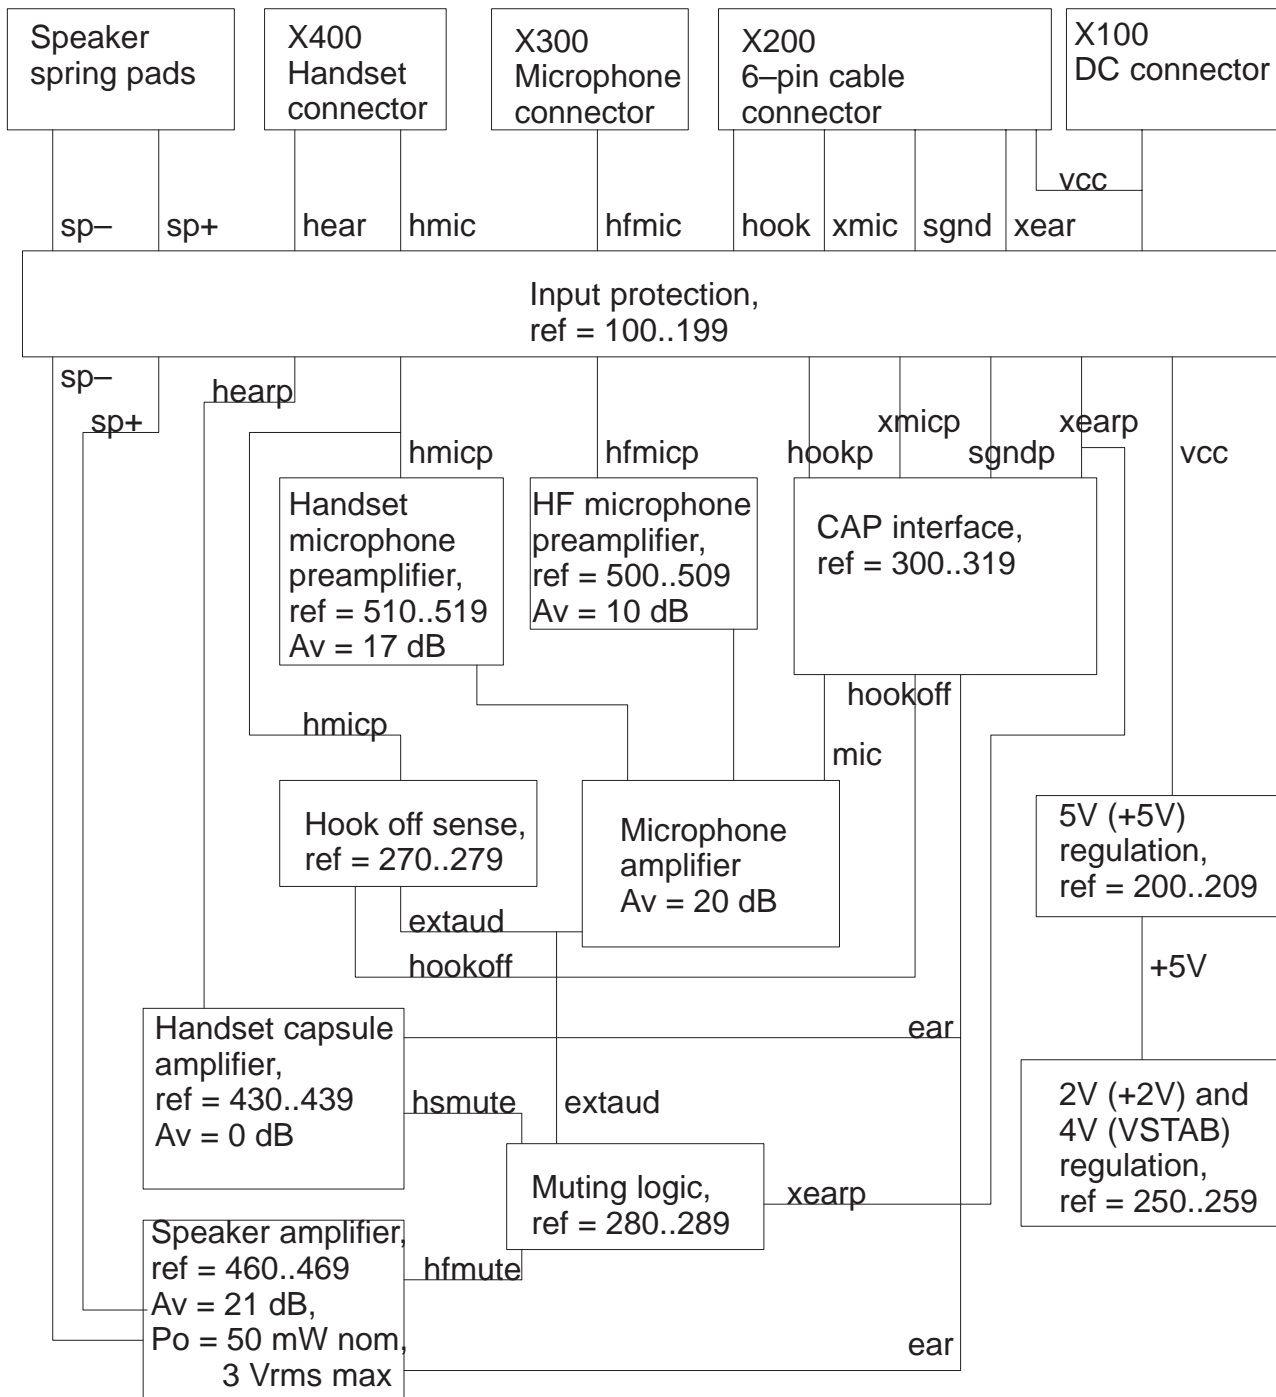 Speaker
spring pads
X400
Handset
connector
X300
Microphone
connector
X200
6–pin cable
connector
X100
DC connector
vcc
sp–
sp+
hear
hmic
hfmic
hook
xmic
sgnd
xear
Input protection,
ref = 100..199
sp–
hearp
sp+
xmicp
xearp
hmicp
hfmicp
hookp
sgndp
vcc
Handset
microphone
preamplifier,
ref = 510..519
Av = 17 dB
HF microphone
preamplifier,
ref = 500..509
Av = 10 dB
CAP interface,
ref = 300..319
hookoff
hmicp
mic
Hook off sense,
ref = 270..279
Microphone
amplifier
Av = 20 dB
5V (+5V)
regulation,
ref = 200..209
extaud
hookoff
+5V
Handset capsule
amplifier,
ref = 430..439
Av = 0 dB
ear
hsmute
extaud
2V (+2V) and
4V (VSTAB)
regulation,
ref = 250..259
Muting logic,
ref = 280..289
xearp
Speaker amplifier,
ref = 460..469
Av = 21 dB,
Po = 50 mW nom,
3 Vrms max
hfmute
ear